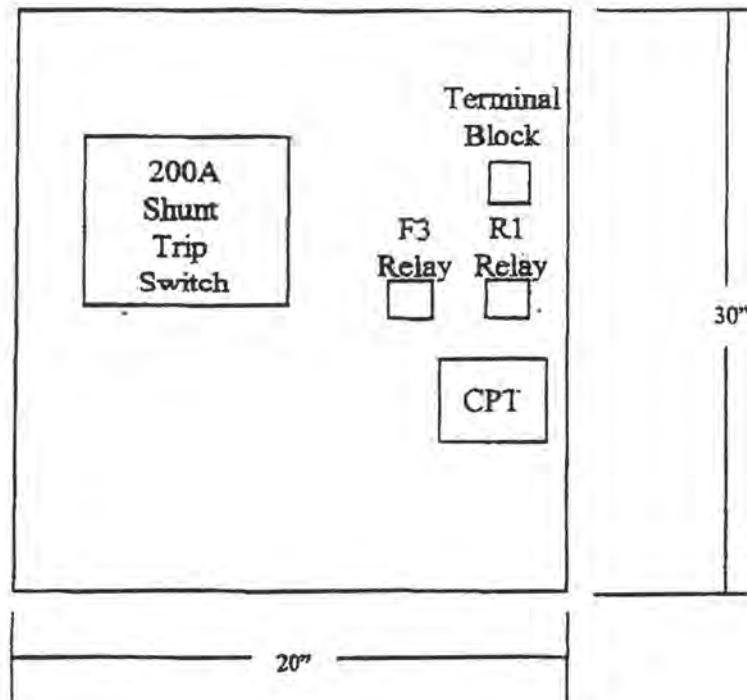 Terminal
Block
200A
Shunt
Trip
Switch
F3
Relay
R1
Relay
30"
CPT
20"